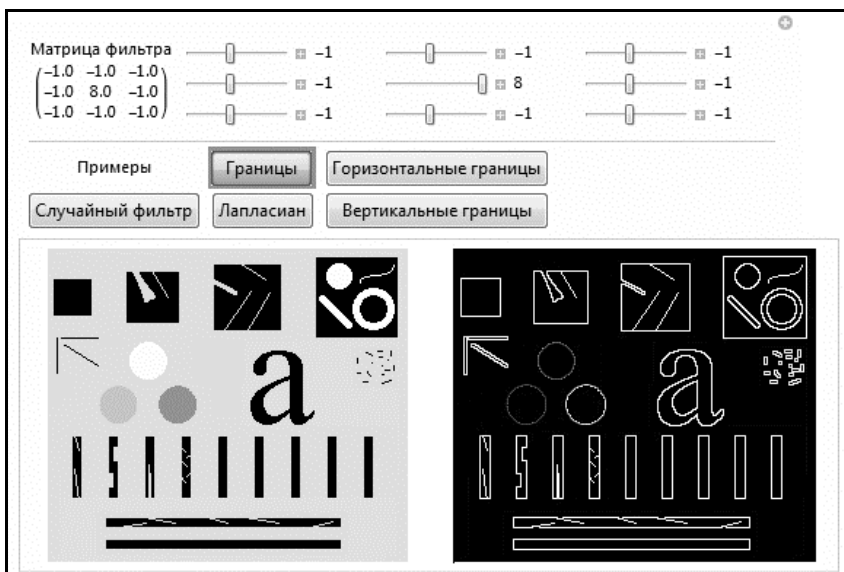 Матрица фильтра
−1 −1 −1
(−1.0 −1.0 −1.0
−1.0 8.0 −1.0
−1.0 −1.0 −1.0)
−1 8 −1
−1 −1 −1
Примеры Границы Горизонтальные границы
Случайный фильтр Лапласиан Вертикальные границы
a a